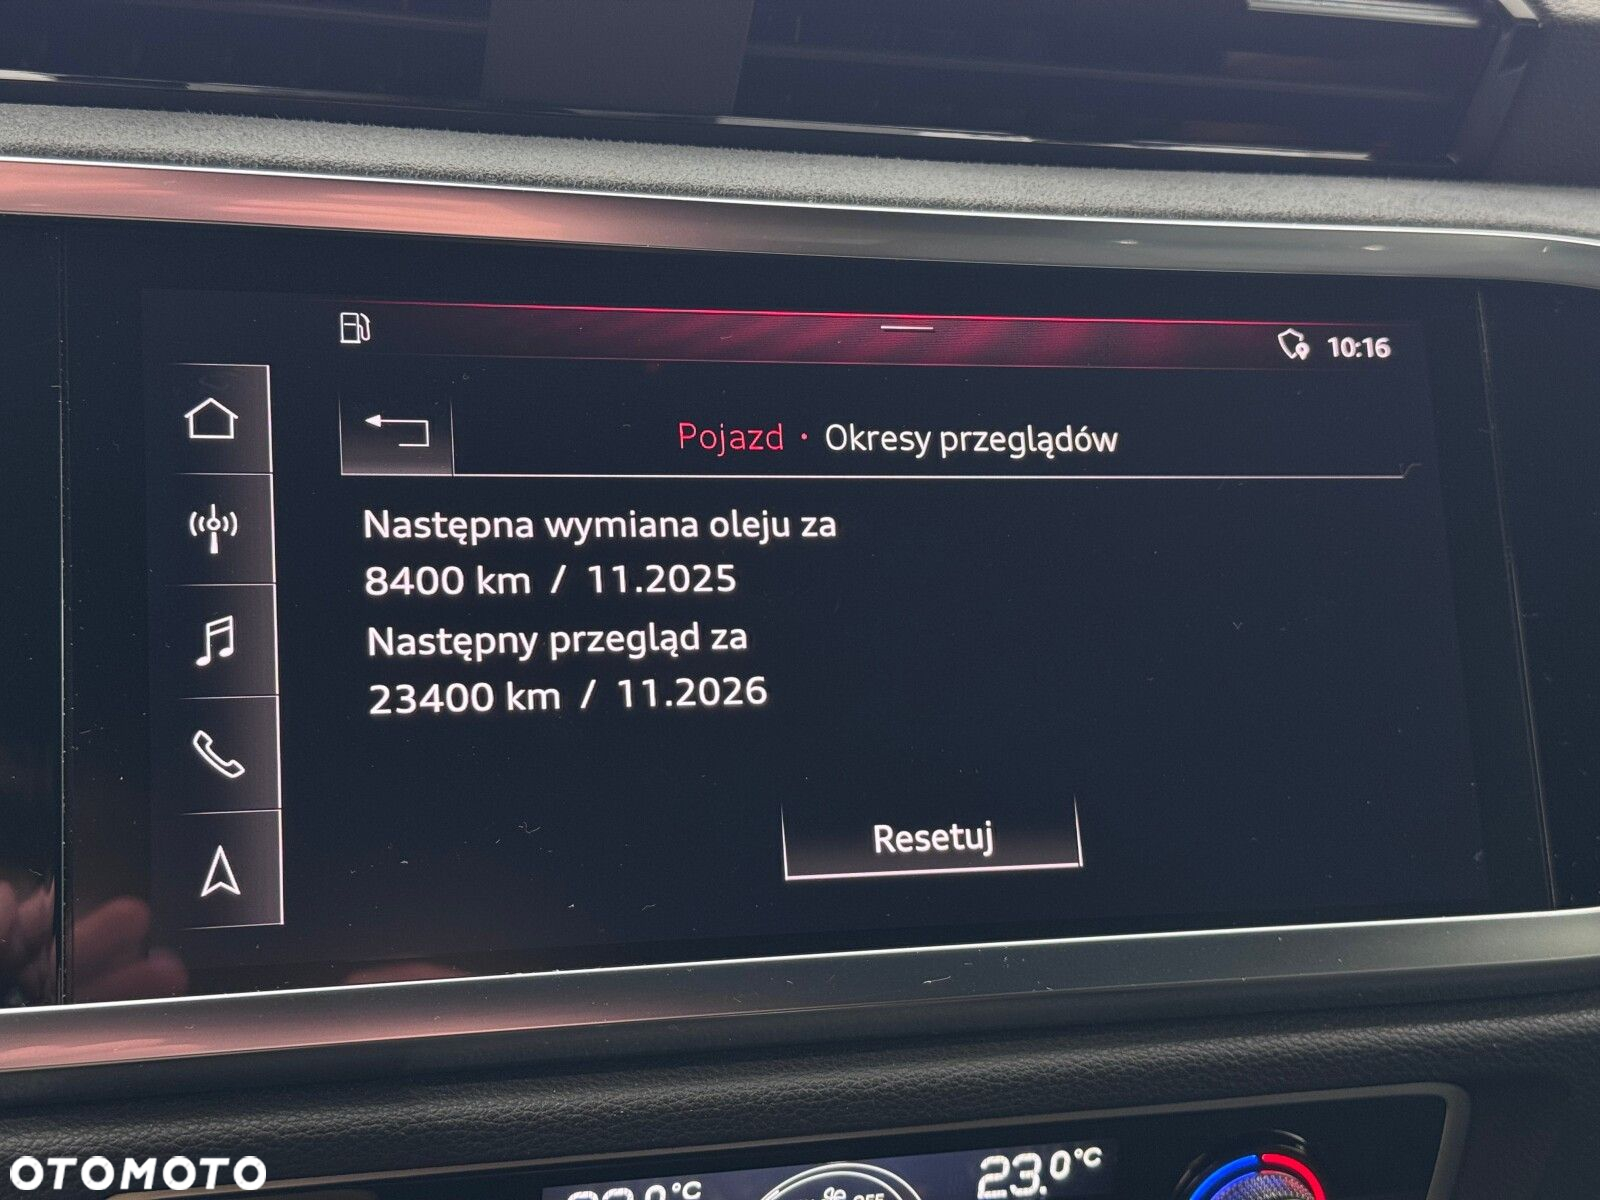 10:16
Pojazd • Okresy przeglądów
Następna wymiana oleju za
8400 km / 11.2025
Następny przegląd za
23400 km / 11.2026
Resetuj
23.0°C
OFF
OTOMOTO